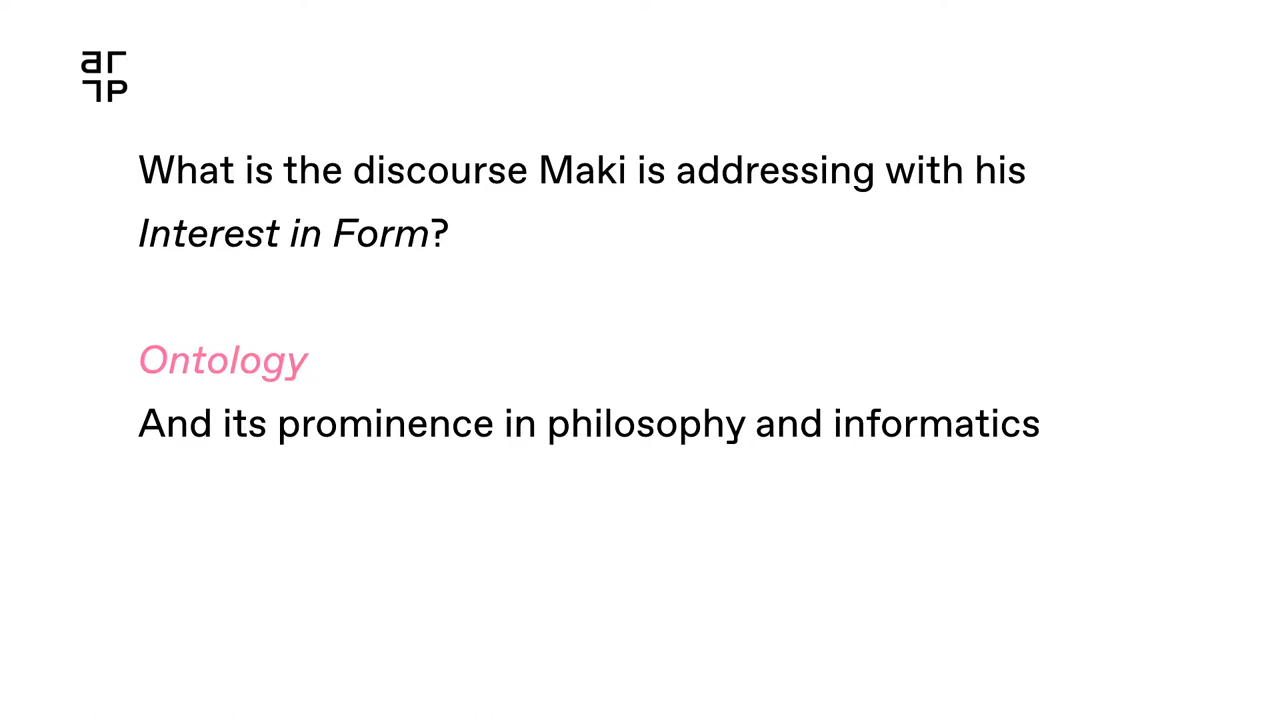 ar
P
What is the discourse Maki is addressing with his
Interest in Form?
Ontology
And its prominence in philosophy and informatics